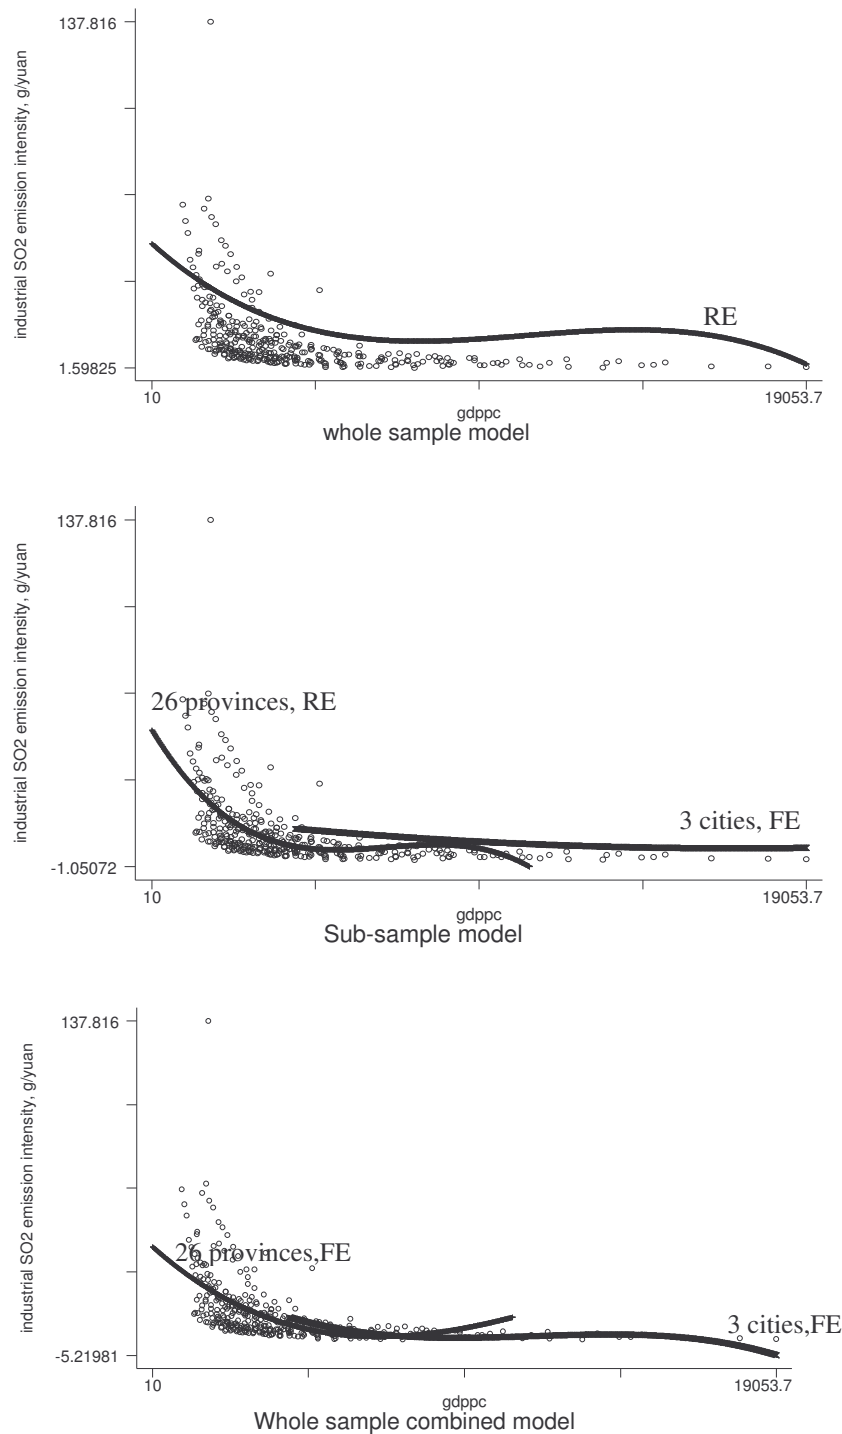 137.816
industrial SO2 emission intensity, g/yuan
RE
1.59825
10
19053.7
gdppc
whole sample model
137.816
industrial SO2 emission intensity, g/yuan
26 provinces, RE
3 cities, FE
-1.05072
10
19053.7
gdppc
Sub-sample model
137.816
industrial SO2 emission intensity, g/yuan
26 provinces,FE
3 cities,FE
-5.21981
10
19053.7
gdppc
Whole sample combined model